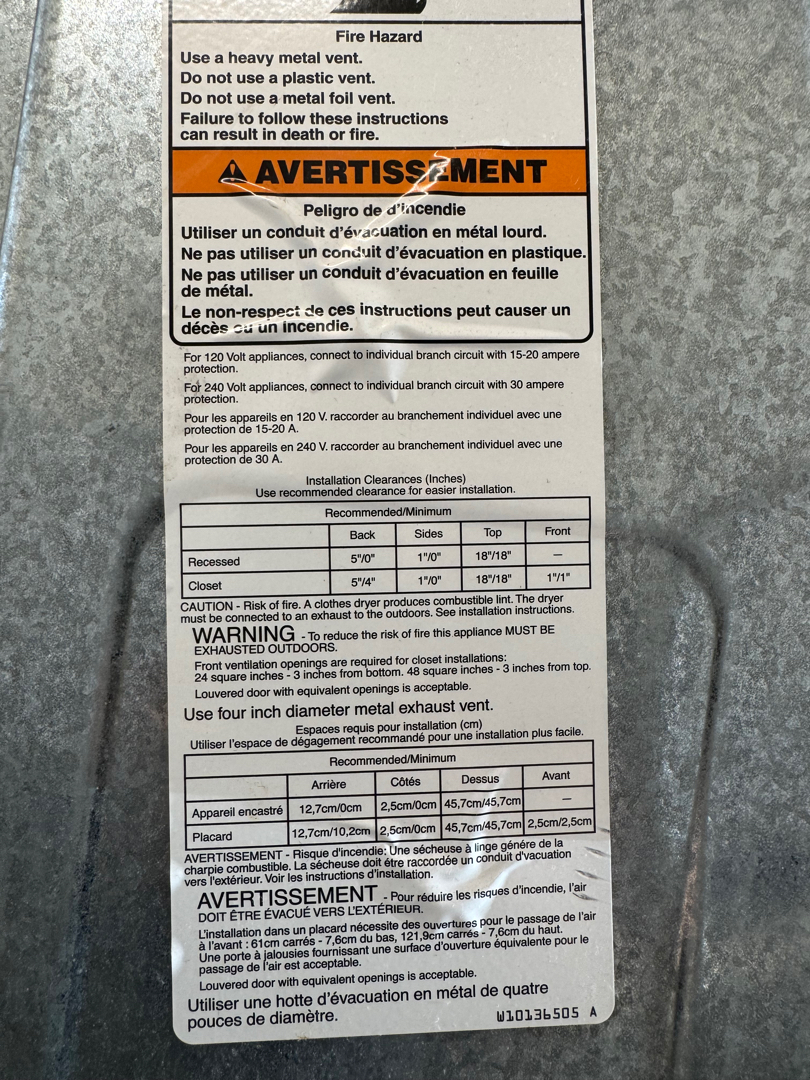 Fire Hazard
Use a heavy metal vent.
Do not use a plastic vent.
Do not use a metal foil vent.
Failure to follow these instructions
can result in death or fire.
AVERTISSEMENT
Peligro de d'incendie
Utiliser un conduit d'évacuation en métal lourd.
Ne pas utiliser un conduit d'évacuation en plastique.
Ne pas utiliser un conduit d'évacuation en feuille
de métal.
Le non-respect de ces instructions peut causer un
décès ou un incendie.
For 120 Volt appliances, connect to individual branch circuit with 15-20 ampere
protection.
For 240 Volt appliances, connect to individual branch circuit with 30 ampere
protection.
Pour les appareils en 120 V. raccorder au branchement individuel avec une
protection de 15-20 A.
Pour les appareils en 240 V. raccorder au branchement individuel avec une
protection de 30 A.
Installation Clearances (Inches)
Use recommended clearance for easier installation.
Recommended/Minimum
Back Sides Top Front
Recessed 5"/0" 1"/0" 18"/18" —
Closet 5"/4" 1"/0" 18"/18" 1"/1"
CAUTION - Risk of fire. A clothes dryer produces combustible lint. The dryer
must be connected to an exhaust to the outdoors. See installation instructions.
WARNING - To reduce the risk of fire this appliance MUST BE
EXHAUSTED OUTDOORS.
Front ventilation openings are required for closet installations:
24 square inches - 3 inches from bottom. 48 square inches - 3 inches from top.
Louvered door with equivalent openings is acceptable.
Use four inch diameter metal exhaust vent.
Espaces requis pour installation (cm)
Utiliser l'espace de dégagement recommandé pour une installation plus facile.
Recommended/Minimum
Arrière Côtés Dessus Avant
Appareil encastré 12,7cm/0cm 2,5cm/0cm 45,7cm/45,7cm —
Placard 12,7cm/10,2cm 2,5cm/0cm 45,7cm/45,7cm 2,5cm/2,5cm
AVERTISSEMENT - Risque d'incendie: Une sécheuse à linge génére de la
charpie combustible. La sécheuse doit étre raccordée un conduit d'vacuation
vers l'extérieur. Voir les instructions d'installation.
AVERTISSEMENT - Pour réduire les risques d'incendie, l'air
DOIT ÊTRE ÉVACUÉ VERS L'EXTÉRIEUR.
L'installation dans un placard nécessite des ouvertures pour le passage de l'air
à l'avant : 61cm carrés - 7,6cm du bas, 121,9cm carrés - 7,6cm du haut.
Une porte à jalousies fournissant une surface d'ouverture équivalente pour le
passage de l'air est acceptable.
Louvered door with equivalent openings is acceptable.
Utiliser une hotte d'évacuation en métal de quatre
pouces de diamètre.
W10136505 A